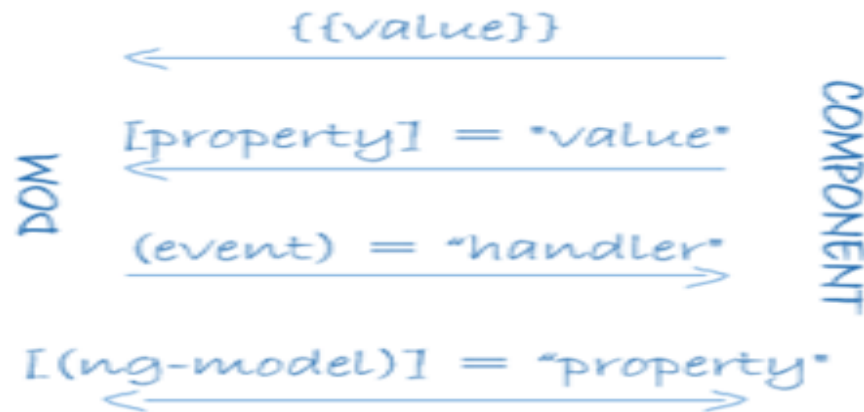 {{value}}
[property] = "value"
(event) = "handler"
[(ng-model)] = "property"
DOM
COMPONENT